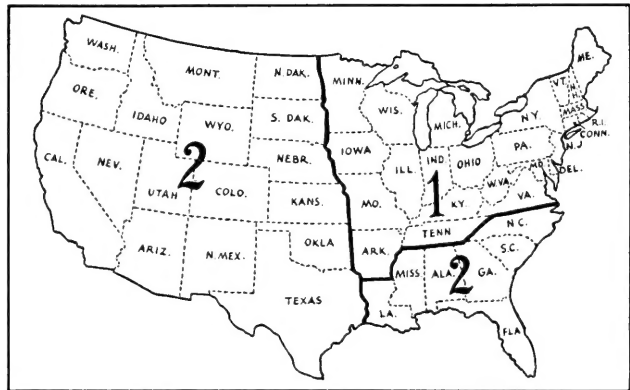 WASH.
MONT.
N. DAK.
MINN.
ME.
VT.
N.H.
ORE.
IDAHO
WYO.
S. DAK.
WIS.
MICH.
N.Y.
MASS.
R.I.
CONN.
NEBR.
IOWA
PA.
N.J.
CAL.
NEV.
2
ILL.
IND.
OHIO
MD.
DEL.
UTAH
COLO.
KANS.
MO.
1
W.VA.
VA.
KY.
ARIZ.
N.MEX.
OKLA
ARK.
TENN
N.C.
S.C.
TEXAS
MISS
ALA.
2
GA.
LA.
FLA